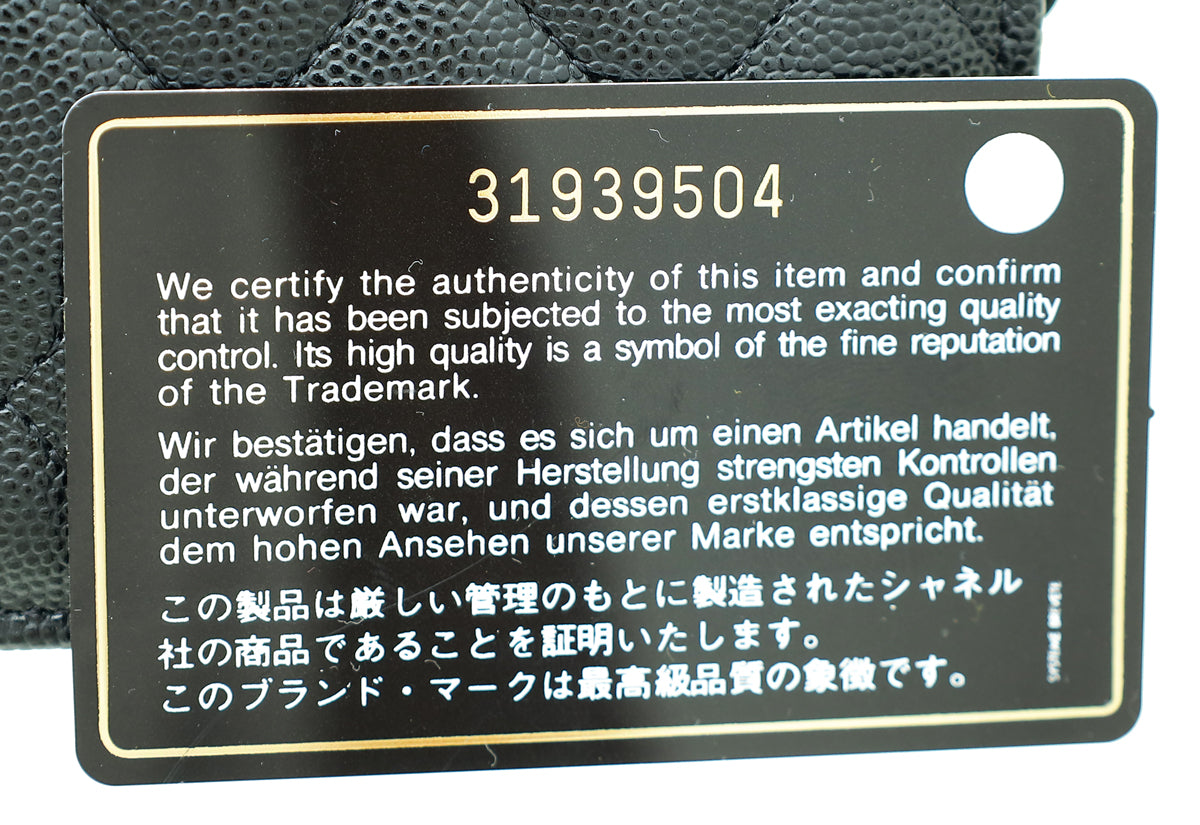 31939504
We certify the authenticity of this item and confirm
that it has been subjected to the most exacting quality
control. Its high quality is a symbol of the fine reputation
of the Trademark.
Wir bestätigen, dass es sich um einen Artikel handelt,
der während seiner Herstellung strengsten Kontrollen
unterworfen war, und dessen erstklassige Qualität
dem hohen Ansehen unserer Marke entspricht.
この製品は厳しい管理のもとに製造されたシャネル
社の商品であることを証明いたします。
このブランド・マークは最高級品質の象徴です。